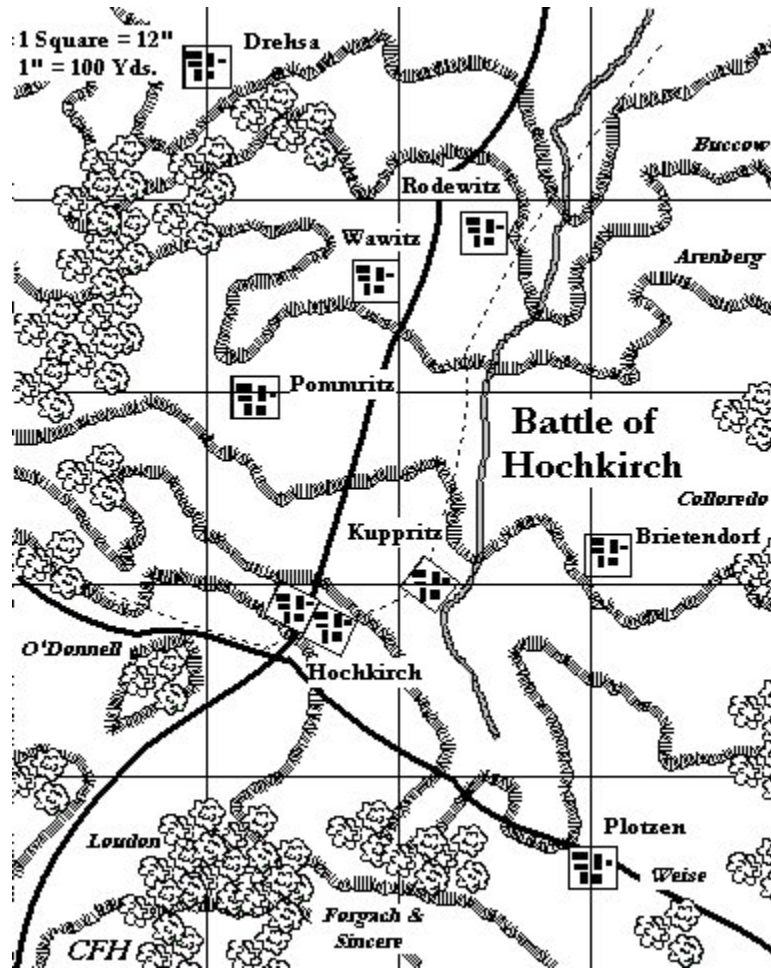 1 Square = 12"
1" = 100 Yds.
Drehsa
Buccow
Rodewitz
Wawitz
Arenberg
Pommritz
Battle of
Hochkirch
Colloredo
Kuppritz
Brietendorf
O'Donnell
Hochkirch
Plotzen
Loudon
Weise
Forgach &
Sincere
CFH